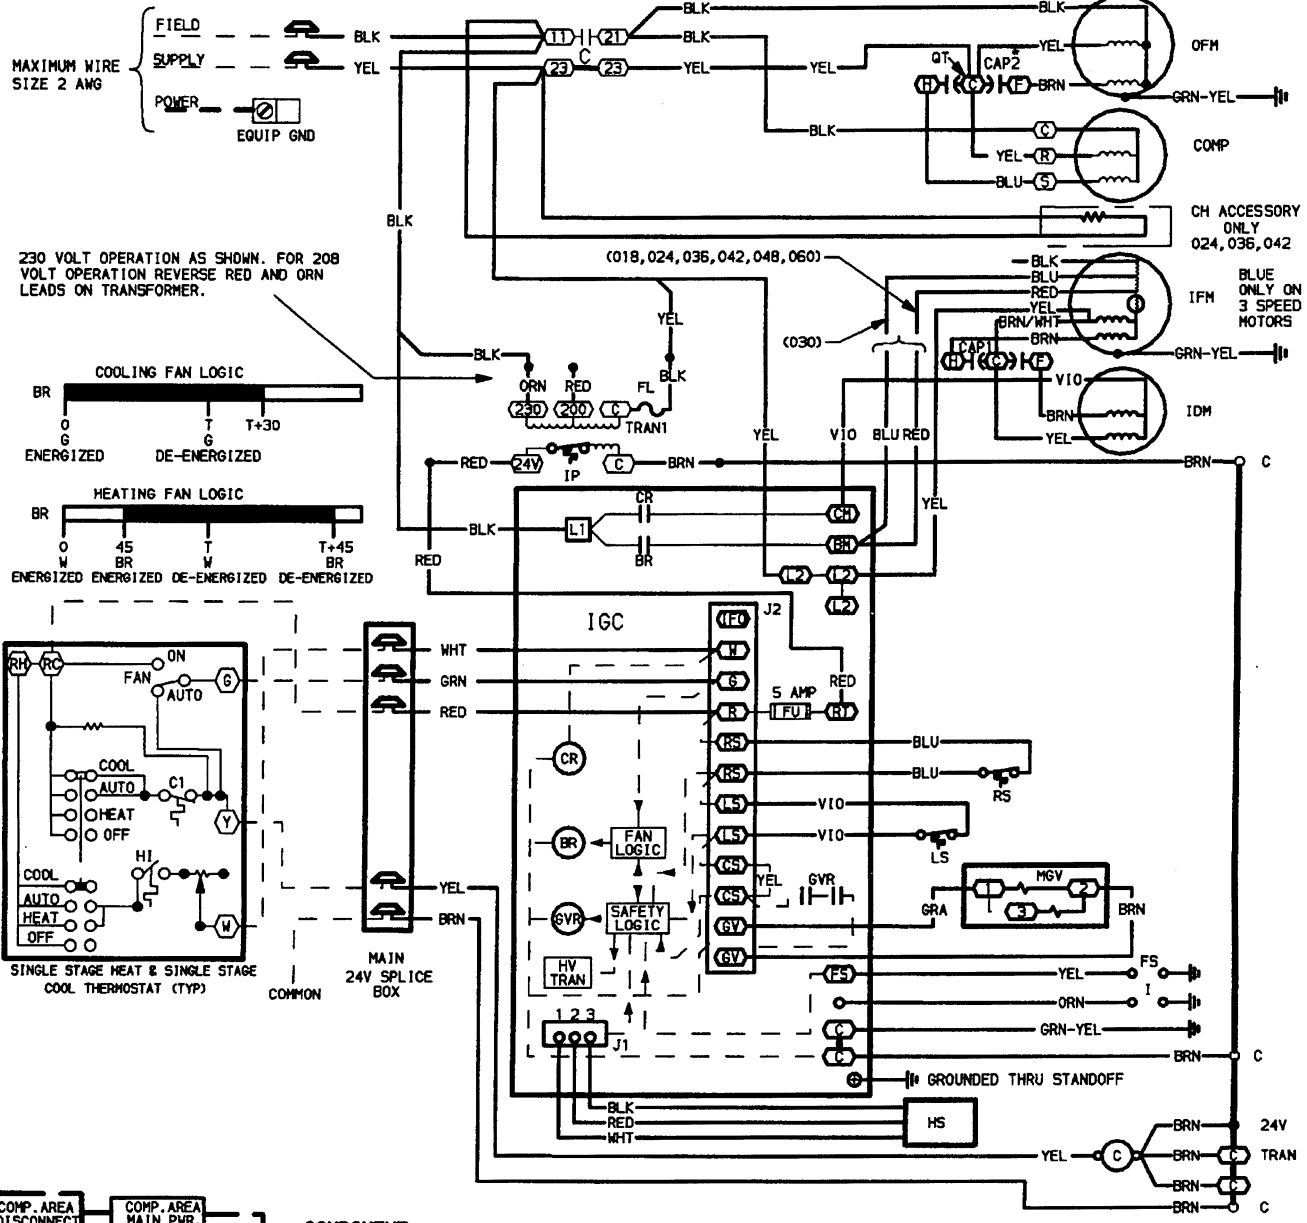 FIELD
SUPPLY
MAXIMUM WIRE
SIZE 2 AWG
POWER
EQUIP GND
BLK
YEL
11
21
C
23
23
BLK
BLK
YEL
YEL
BLK
BLK
YEL
OFM
QT
CAP2
*
H
C
F
BRN
GRN-YEL
BLK
C
COMP
YEL
R
BLU
S
BLK
CH ACCESSORY
ONLY
024,036,042
230 VOLT OPERATION AS SHOWN. FOR 208
VOLT OPERATION REVERSE RED AND ORN
LEADS ON TRANSFORMER.
(018,024,036,042,048,060)
(030)
BLK
BLU
RED
YEL
BRN/WHT
BRN
IFM
BLUE
ONLY ON
3 SPEED
MOTORS
CAP1
H
C
F
GRN-YEL
VIO
BRN
YEL
IDM
YEL
BLK
BLK
ORN
RED
FL
230
200
C
TRAN1
24V
IP
C
RED
BRN
YEL
VIO
BLU
RED
YEL
BRN
C
COOLING FAN LOGIC
BR
O
G
ENERGIZED
T
G
DE-ENERGIZED
T+30
HEATING FAN LOGIC
BR
O
W
ENERGIZED
45
BR
ENERGIZED
T
W
DE-ENERGIZED
T+45
BR
DE-ENERGIZED
BLK
RED
L1
CR
BR
CM
BM
L2
L2
L2
IGC
J2
IFO
W
G
R
RS
RS
LS
LS
CS
CS
GV
GV
5 AMP
FU
RT
RED
WHT
GRN
RED
YEL
BRN
MAIN
24V SPLICE
BOX
RH
RC
ON
FAN
AUTO
G
COOL
AUTO
HEAT
OFF
C1
Y
HI
COOL
AUTO
HEAT
OFF
W
SINGLE STAGE HEAT & SINGLE STAGE
COOL THERMOSTAT (TYP)
COMMON
CR
BR
FAN
LOGIC
GVR
SAFETY
LOGIC
HV
TRAN
YEL
GVR
BLU
BLU
RS
VIO
VIO
LS
GRA
MGV
1
2
3
BRN
FS
YEL
FS
ORN
I
C
GRN-YEL
C
BRN
C
1 2 3
J1
GROUNDED THRU STANDOFF
BLK
RED
WHT
HS
YEL
C
BRN
24V
BRN
C
TRAN
BRN
C
BRN
C
COMP.AREA
DISCONNECT
COMP.AREA
MAIN PWR.